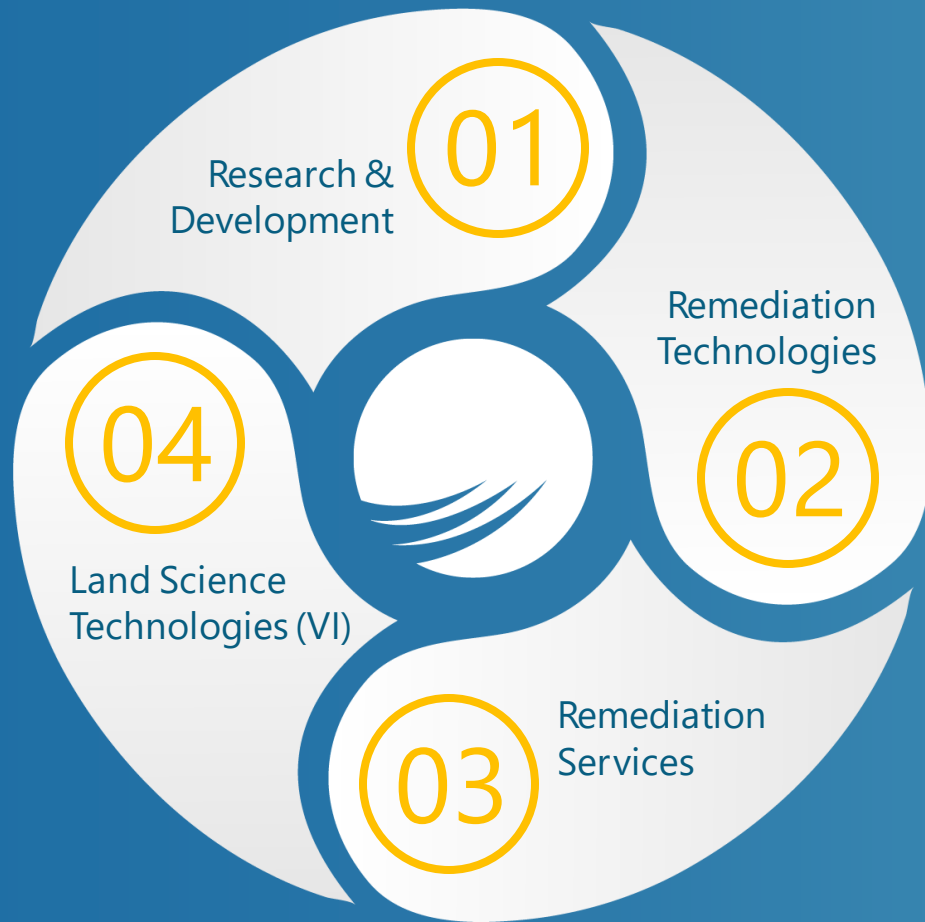 01
Research &
Development
Remediation
Technologies
02
03
Remediation
Services
04
Land Science
Technologies (VI)